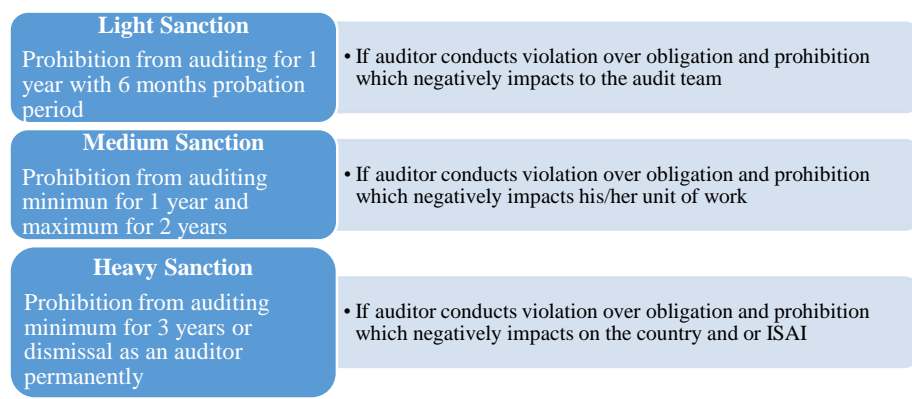 Light Sanction
Prohibition from auditing for 1
year with 6 months probation
period
• If auditor conducts violation over obligation and prohibition
which negatively impacts to the audit team
Medium Sanction
Prohibition from auditing
minimun for 1 year and
maximum for 2 years
• If auditor conducts violation over obligation and prohibition
which negatively impacts his/her unit of work
Heavy Sanction
Prohibition from auditing
minimum for 3 years or
dismissal as an auditor
permanently
• If auditor conducts violation over obligation and prohibition
which negatively impacts on the country and or ISAI